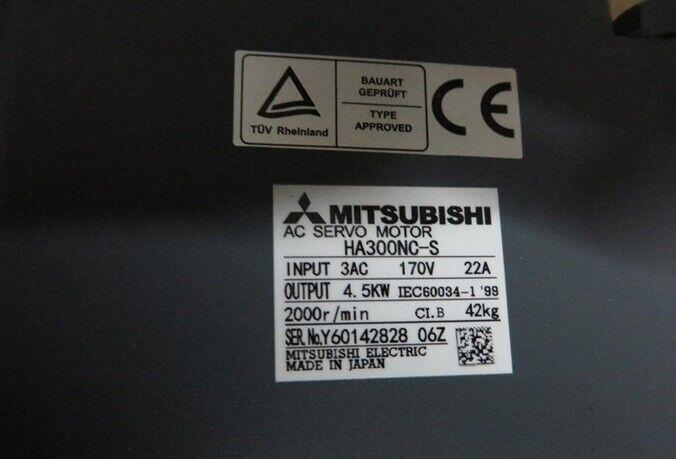 BAUART
GEPRÜFT
TÜV Rheinland
TYPE
APPROVED
CE
MITSUBISHI
AC SERVO MOTOR
HA300NC-S
INPUT 3AC 170V 22A
OUTPUT 4.5KW IEC60034-1 '99
2000r/min CI.B 42kg
SER.No.Y60142828 06Z
MITSUBISHI ELECTRIC
MADE IN JAPAN